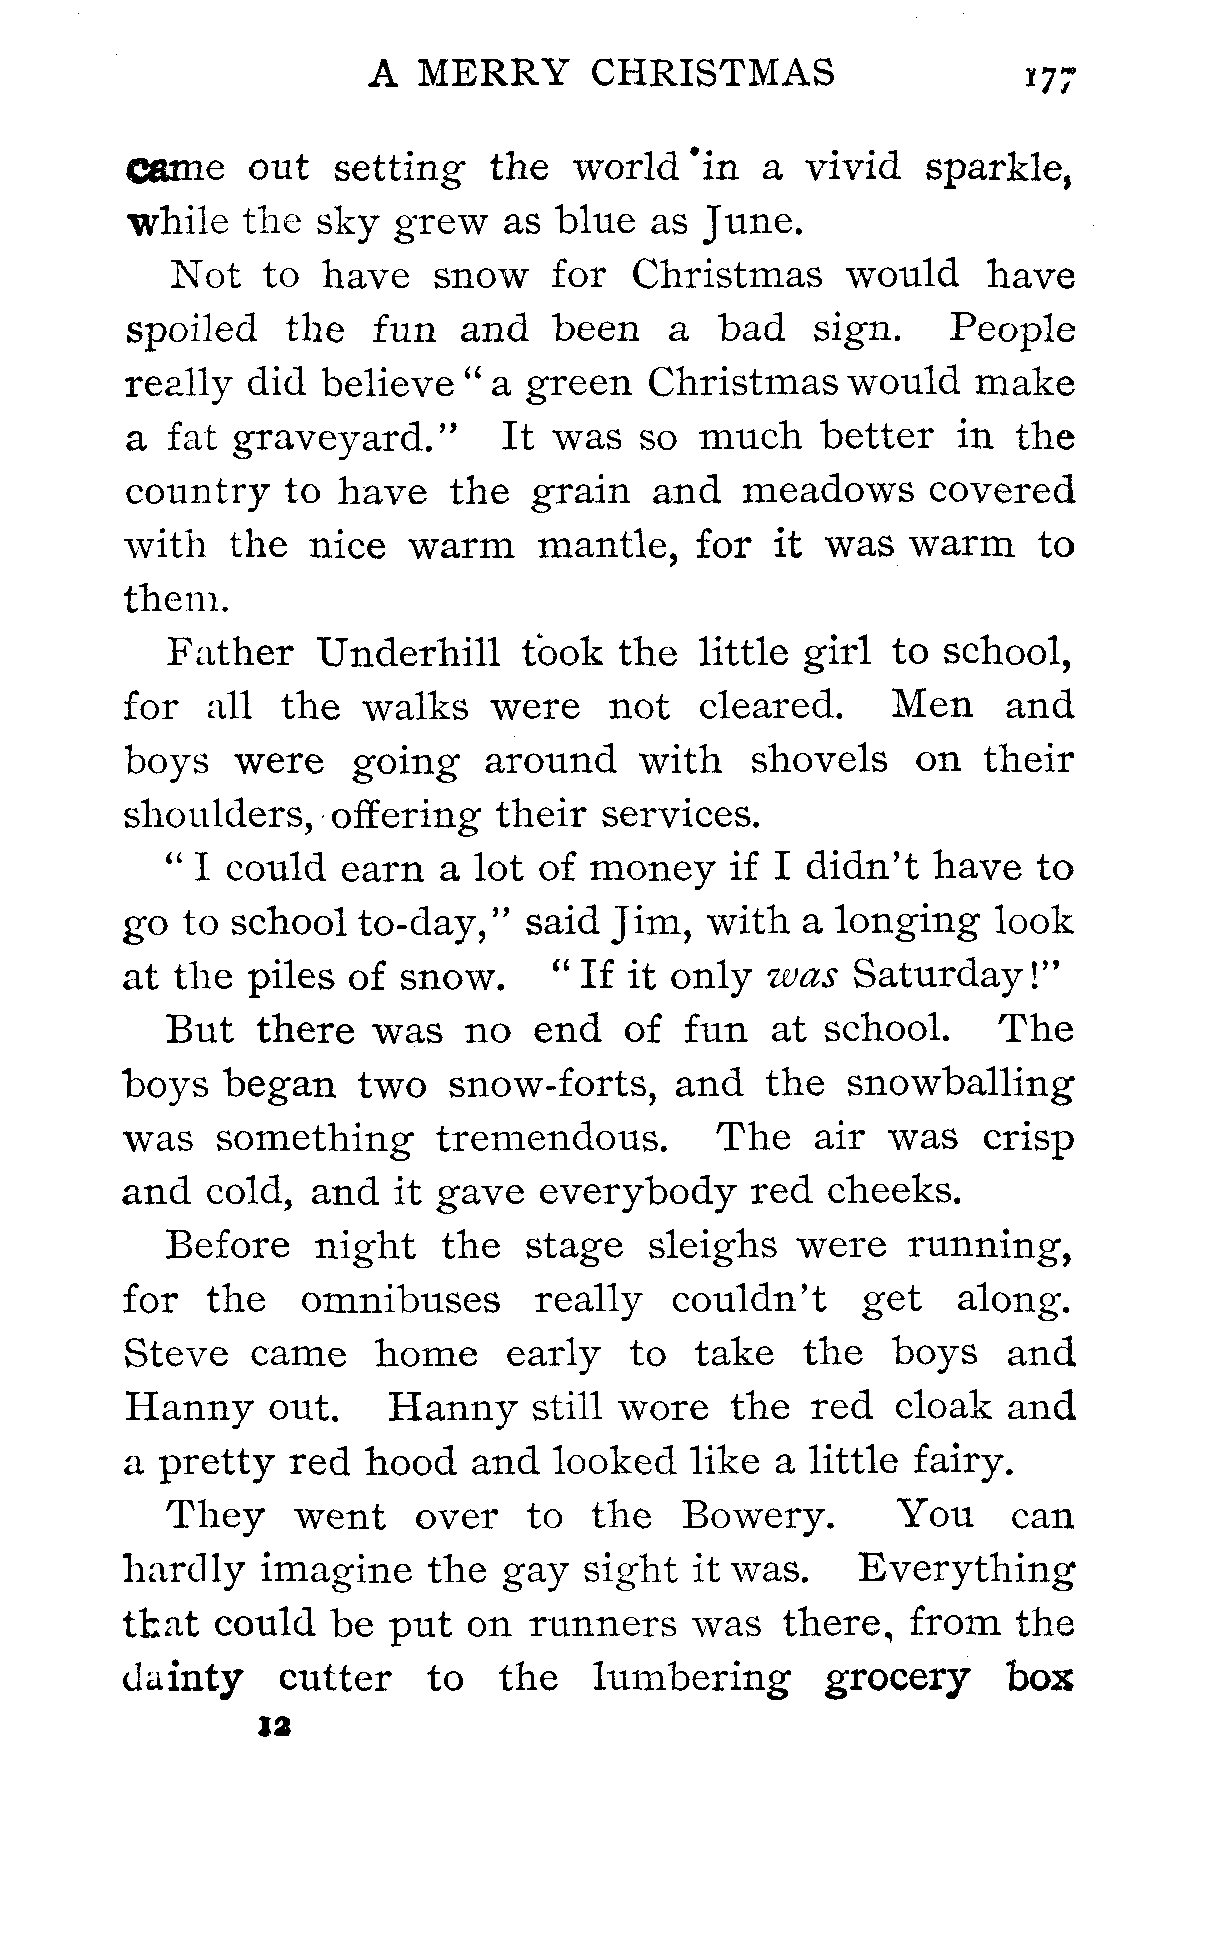 A MERRY CHRISTMAS 177
came out setting the world in a vivid sparkle,
while the sky grew as blue as June.
Not to have snow for Christmas would have
spoiled the fun and been a bad sign. People
really did believe “ a green Christmas would make
a fat graveyard.” It was so much better in the
country to have the grain and meadows covered
with the nice warm mantle, for it was warm to
them.
Father Underhill took the little girl to school,
for all the walks were not cleared. Men and
boys were going around with shovels on their
shoulders, offering their services.
“ I could earn a lot of money if I didn’t have to
go to school to-day,” said Jim, with a longing look
at the piles of snow. “ If it only was Saturday!”
But there was no end of fun at school. The
boys began two snow-forts, and the snowballing
was something tremendous. The air was crisp
and cold, and it gave everybody red cheeks.
Before night the stage sleighs were running,
for the omnibuses really couldn’t get along.
Steve came home early to take the boys and
Hanny out. Hanny still wore the red cloak and
a pretty red hood and looked like a little fairy.
They went over to the Bowery. You can
hardly imagine the gay sight it was. Everything
that could be put on runners was there, from the
dainty cutter to the lumbering grocery box
12